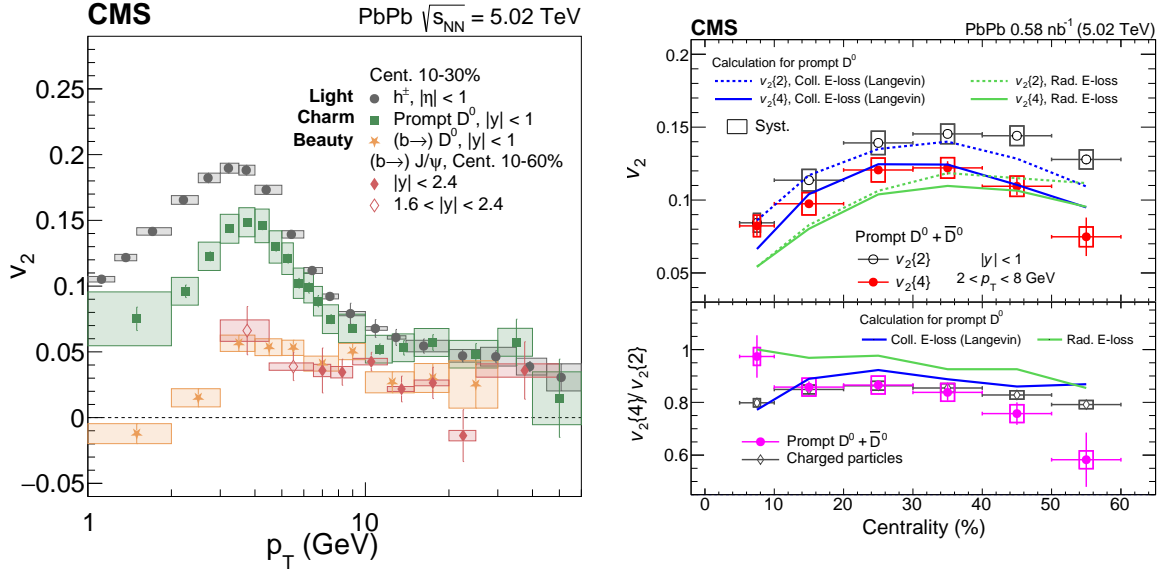 CMS
PbPb √s_NN = 5.02 TeV
Cent. 10-30%
Light h±, |η| < 1
Charm Prompt D⁰, |y| < 1
Beauty (b→) D⁰, |y| < 1
(b→) J/ψ, Cent. 10-60%
|y| < 2.4
1.6 < |y| < 2.4
0.25
0.2
0.15
0.1
0.05
0
−0.05
v₂
1
10
p_T (GeV)
CMS
PbPb 0.58 nb⁻¹ (5.02 TeV)
Calculation for prompt D⁰
v₂{2}, Coll. E-loss (Langevin)
v₂{2}, Rad. E-loss
v₂{4}, Coll. E-loss (Langevin)
v₂{4}, Rad. E-loss
Syst.
0.2
0.15
0.1
0.05
v₂
Prompt D⁰ + D̅⁰
v₂{2}
|y| < 1
v₂{4}
2 < p_T < 8 GeV
Calculation for prompt D⁰
Coll. E-loss (Langevin)
Rad. E-loss
1
0.8
0.6
v₂{4}/ v₂{2}
Prompt D⁰ + D̅⁰
Charged particles
0
10
20
30
40
50
60
Centrality (%)